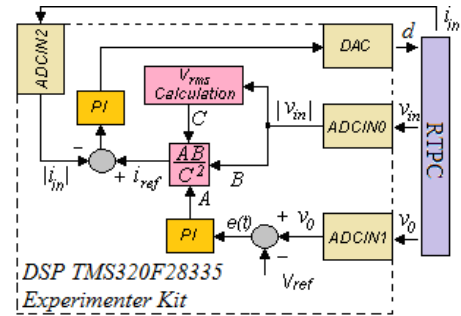 i_in
ADCIN2
DAC
d
PI
V_rms
Calculation
|v_in|
ADCIN0
v_in
RTPC
C
−
+
i_ref
AB
C²
B
|i_in|
A
PI
e(t)
+
v_0
ADCIN1
v_0
−
V_ref
DSP TMS320F28335
Experimenter Kit